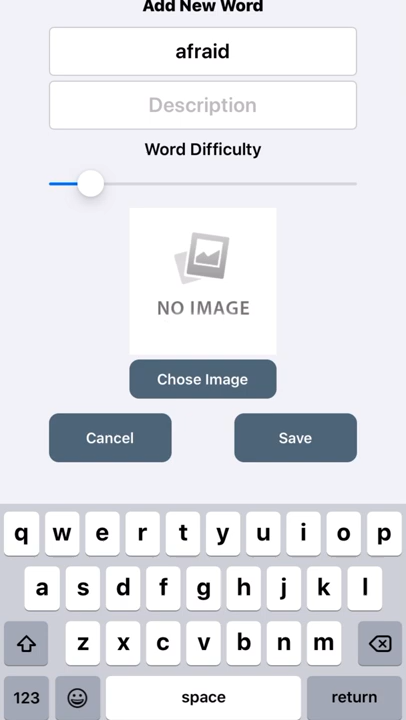 Add New Word
afraid
Description
Word Difficulty
NO IMAGE
Chose Image
Cancel Save
q w e r t y u i o p
a s d f g h j k l
z x c v b n m
123 space return